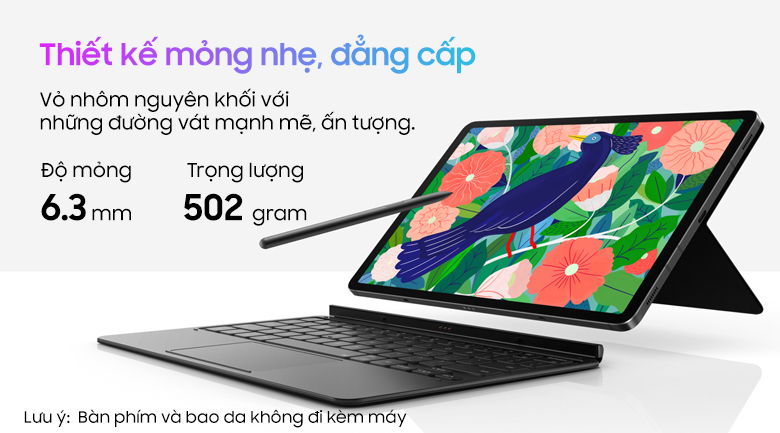 Thiết kế mỏng nhẹ, đẳng cấp
Vỏ nhôm nguyên khối với
những đường vát mạnh mẽ, ấn tượng.
Độ mỏng
6.3 mm
Trọng lượng
502 gram
Lưu ý: Bàn phím và bao da không đi kèm máy